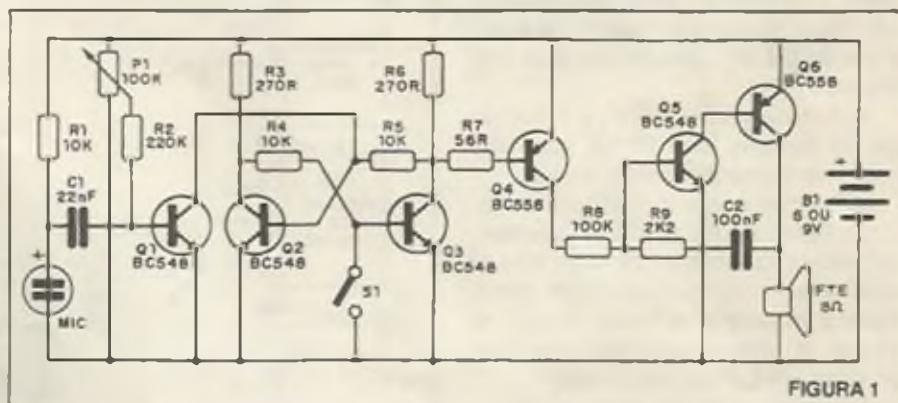 P1
100K
R1
10K
R2
220K
C1
22nF
MIC
Q1
BC548
R3
270R
R4
10K
Q2
BC548
S1
R5
10K
R6
270R
Q3
BC548
R7
56R
Q4
BC558
R8
100K
R9
2K2
Q5
BC548
C2
100nF
Q6
BC558
B1
6 OU
9V
FTE
8Ω
FIGURA 1